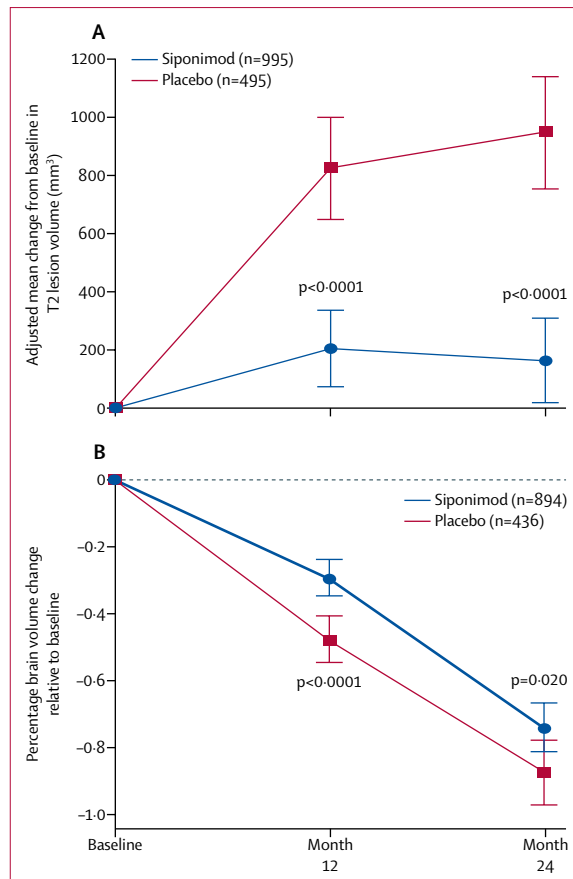 A
Siponimod (n=995)
Placebo (n=495)
1200
1000
800
600
400
200
0
Adjusted mean change from baseline in
T2 lesion volume (mm³)
p<0·0001
p<0·0001
B
Siponimod (n=894)
Placebo (n=436)
0
–0·2
–0·4
–0·6
–0·8
–1·0
Percentage brain volume change
relative to baseline
p<0·0001
p=0·020
Baseline
Month
12
Month
24